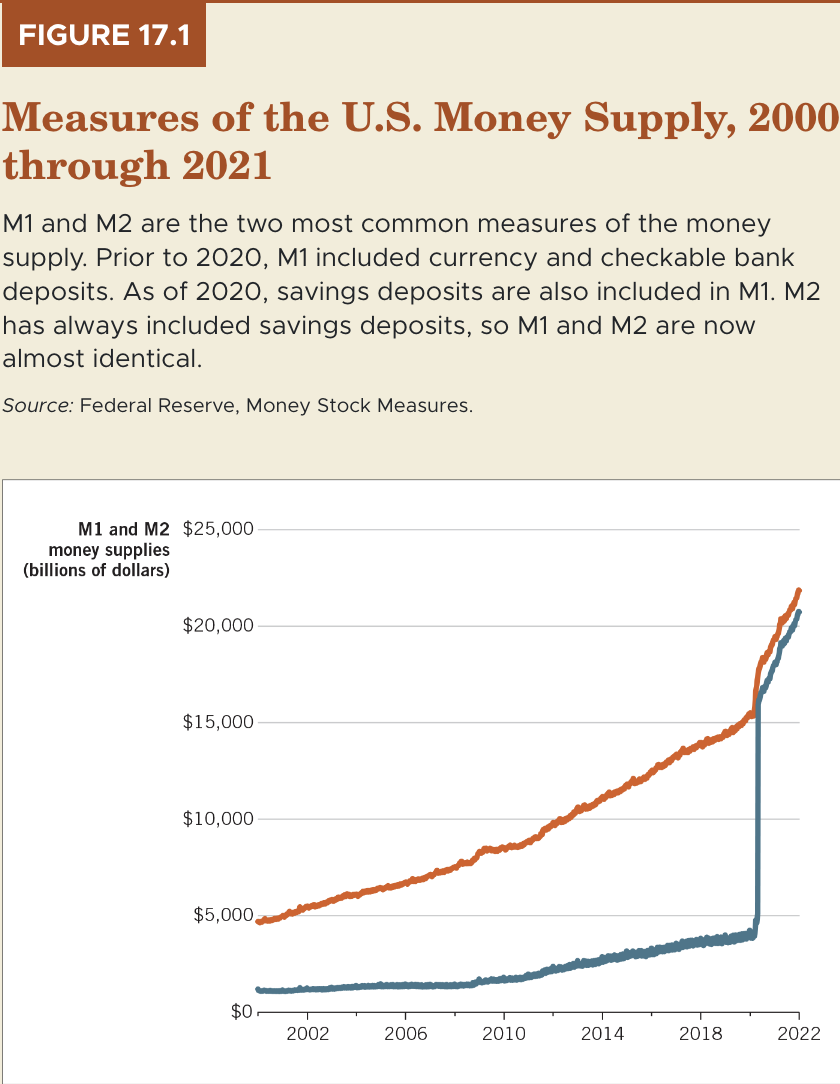 FIGURE 17.1
Measures of the U.S. Money Supply, 2000
through 2021
M1 and M2 are the two most common measures of the money
supply. Prior to 2020, M1 included currency and checkable bank
deposits. As of 2020, savings deposits are also included in M1. M2
has always included savings deposits, so M1 and M2 are now
almost identical.
Source: Federal Reserve, Money Stock Measures.
M1 and M2
money supplies
(billions of dollars)
$25,000
$20,000
$15,000
$10,000
$5,000
$0
2002 2006 2010 2014 2018 2022